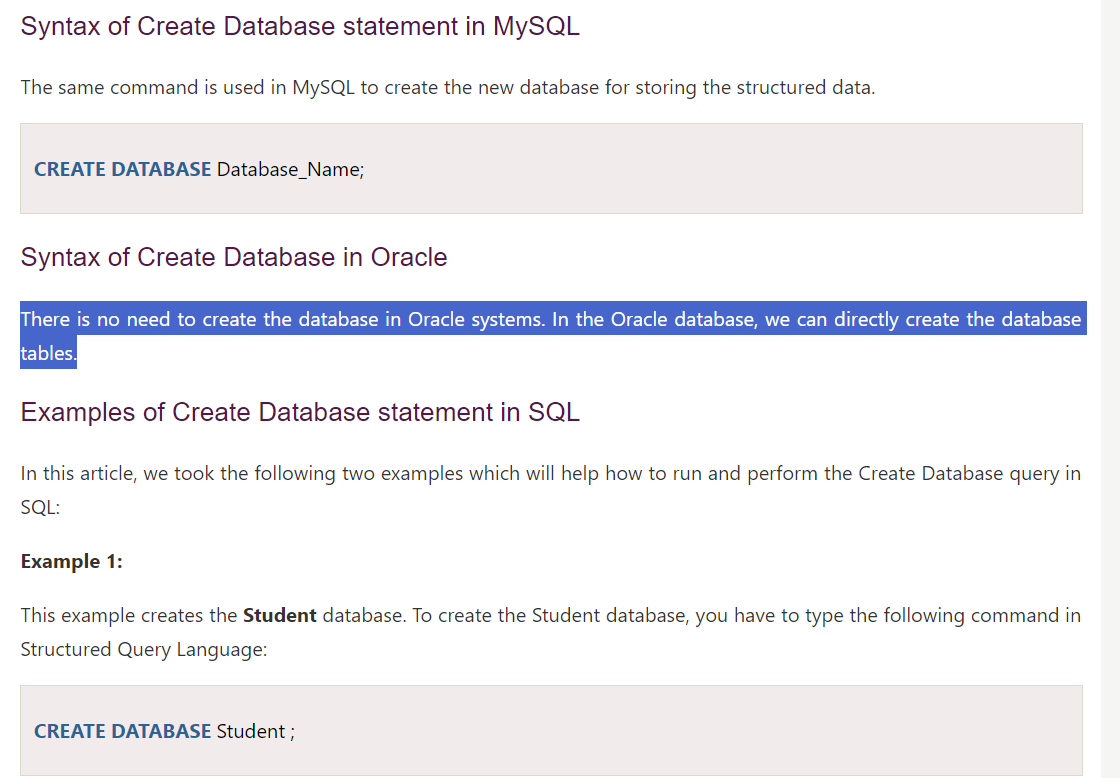 Syntax of Create Database statement in MySQL
The same command is used in MySQL to create the new database for storing the structured data.
CREATE DATABASE Database_Name;
Syntax of Create Database in Oracle
There is no need to create the database in Oracle systems. In the Oracle database, we can directly create the database
tables.
Examples of Create Database statement in SQL
In this article, we took the following two examples which will help how to run and perform the Create Database query in
SQL:
Example 1:
This example creates the Student database. To create the Student database, you have to type the following command in
Structured Query Language:
CREATE DATABASE Student ;